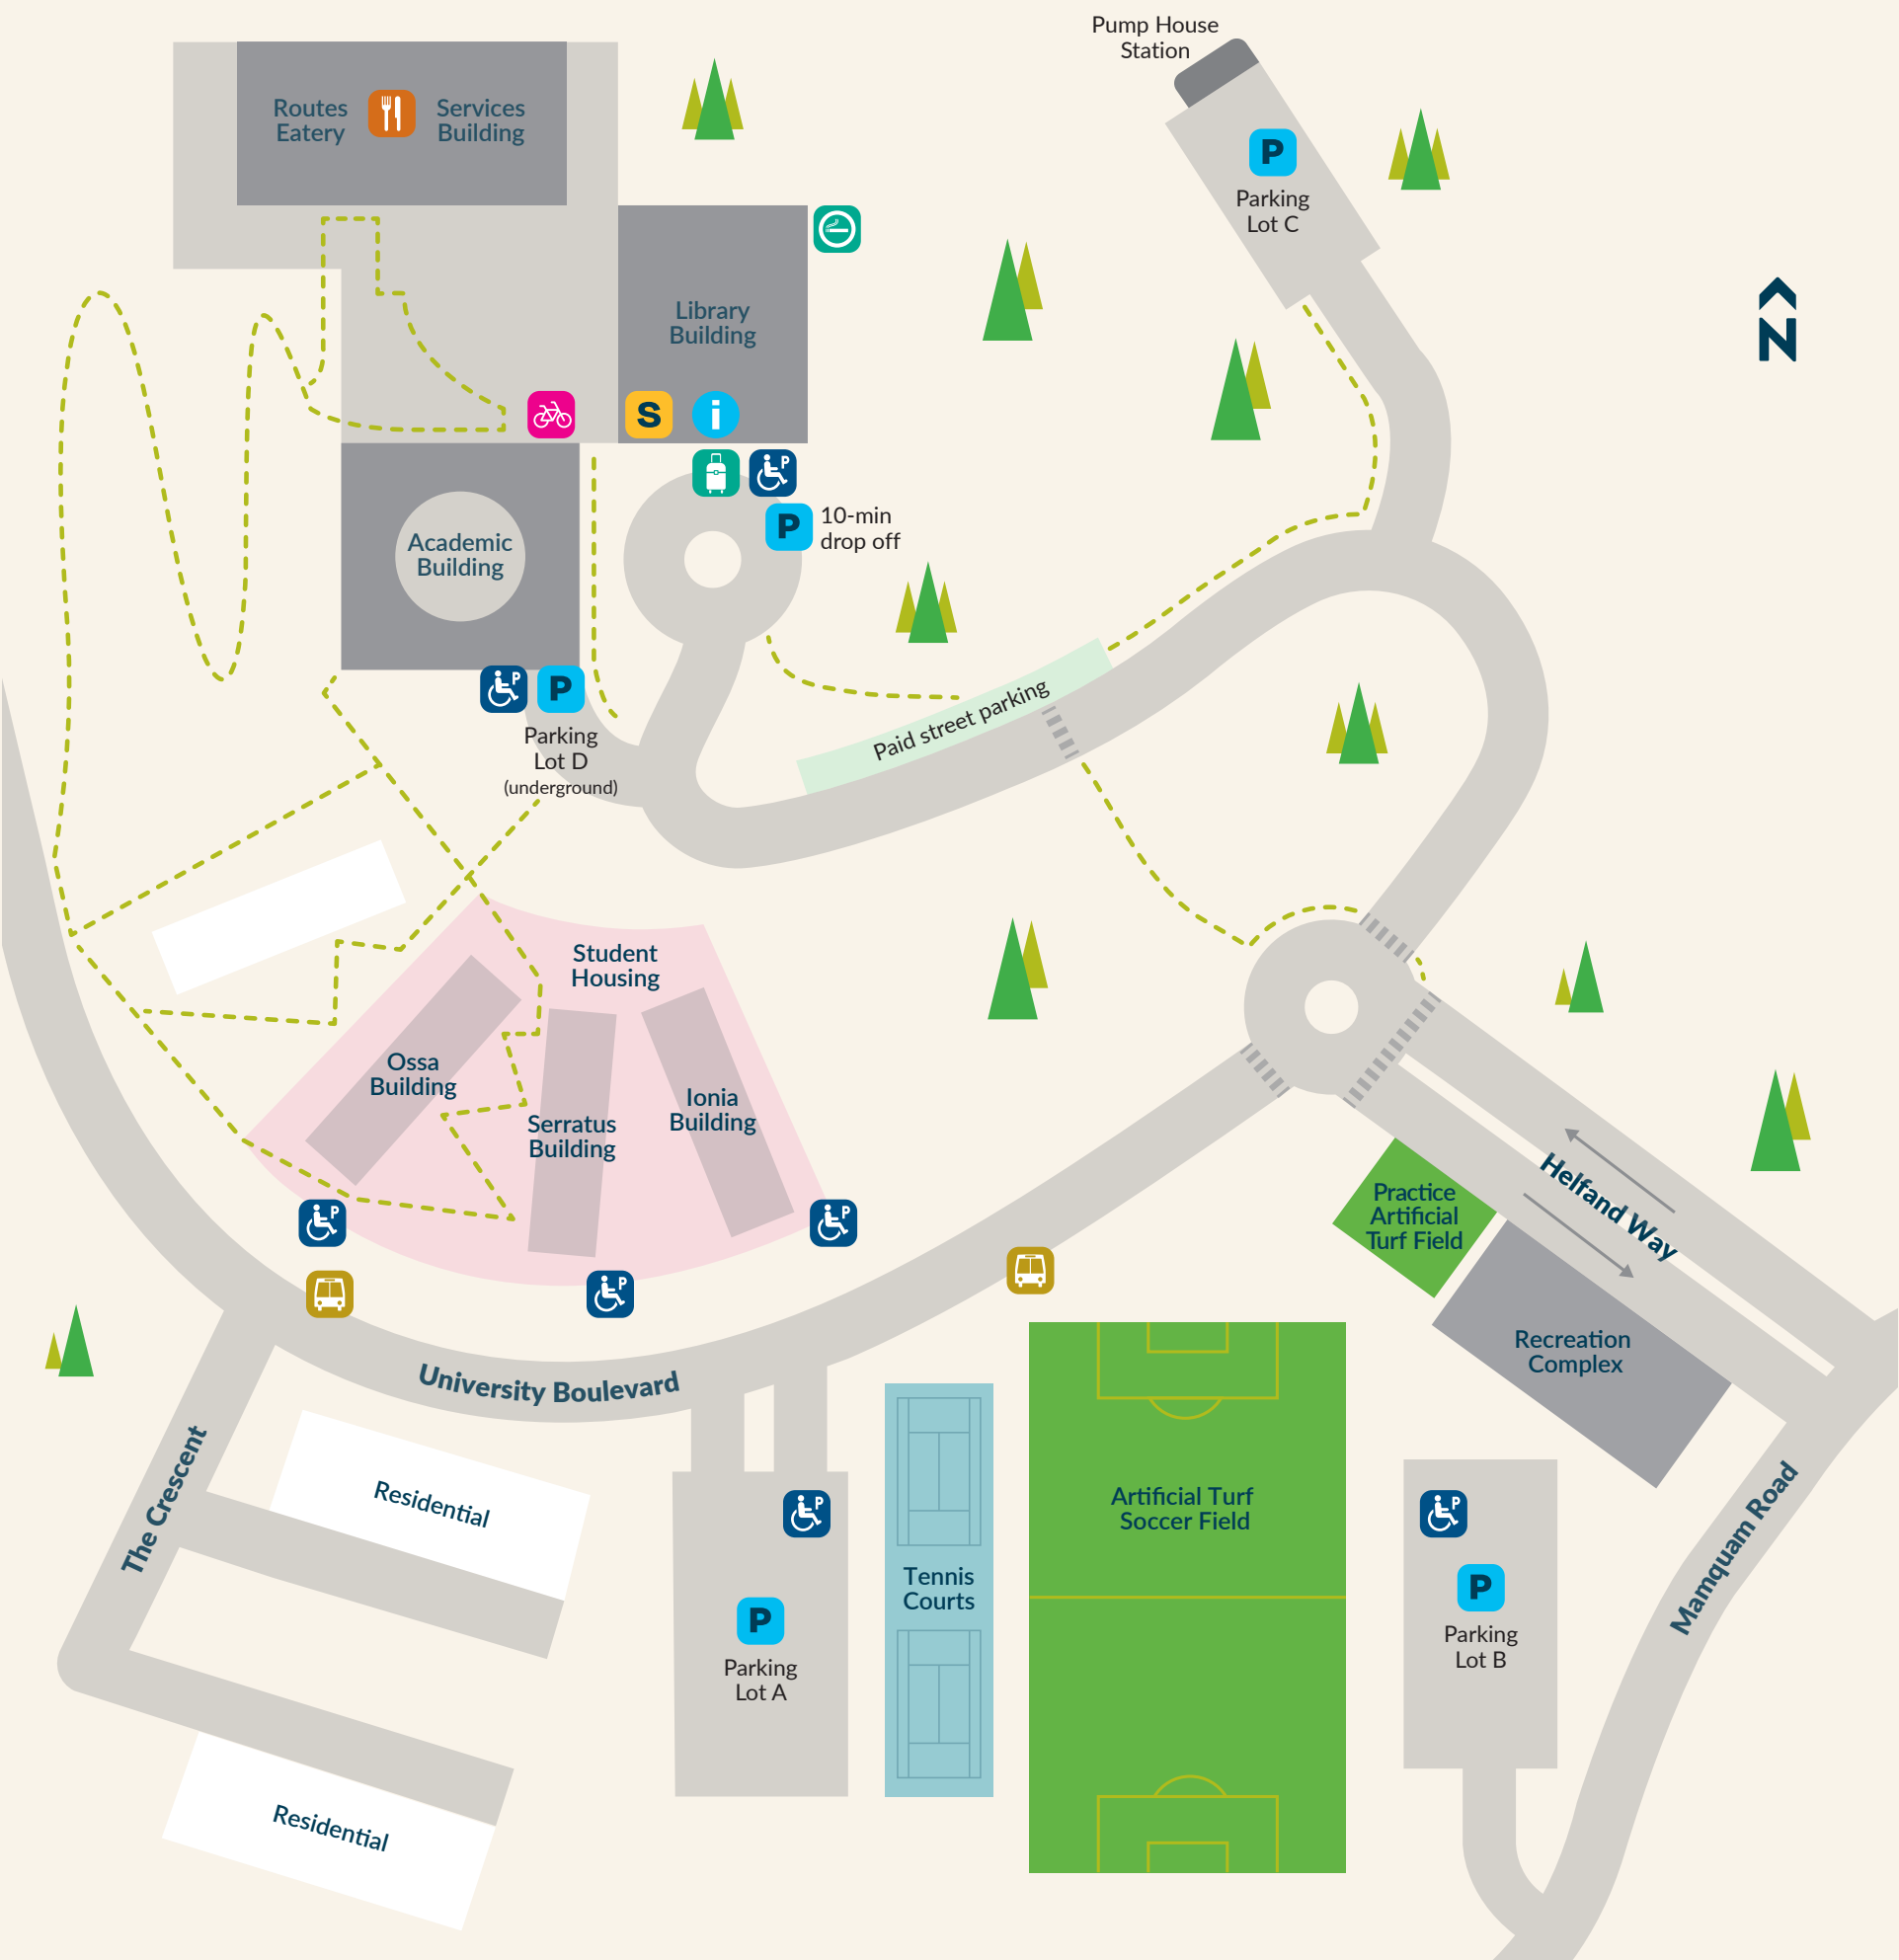 Pump House
Station
Routes
Eatery
Services
Building
P
Parking
Lot C
Library
Building
N
S
i
P
P
10-min
drop off
Academic
Building
P
P
Parking
Lot D
(underground)
Paid street parking
Student
Housing
Ossa
Building
Serratus
Building
Ionia
Building
P
P
P
Practice
Artificial
Turf Field
Helfand Way
Recreation
Complex
University Boulevard
The Crescent
Residential
Residential
P
P
Parking
Lot A
Tennis
Courts
Artificial Turf
Soccer Field
P
P
Parking
Lot B
Mamquam Road